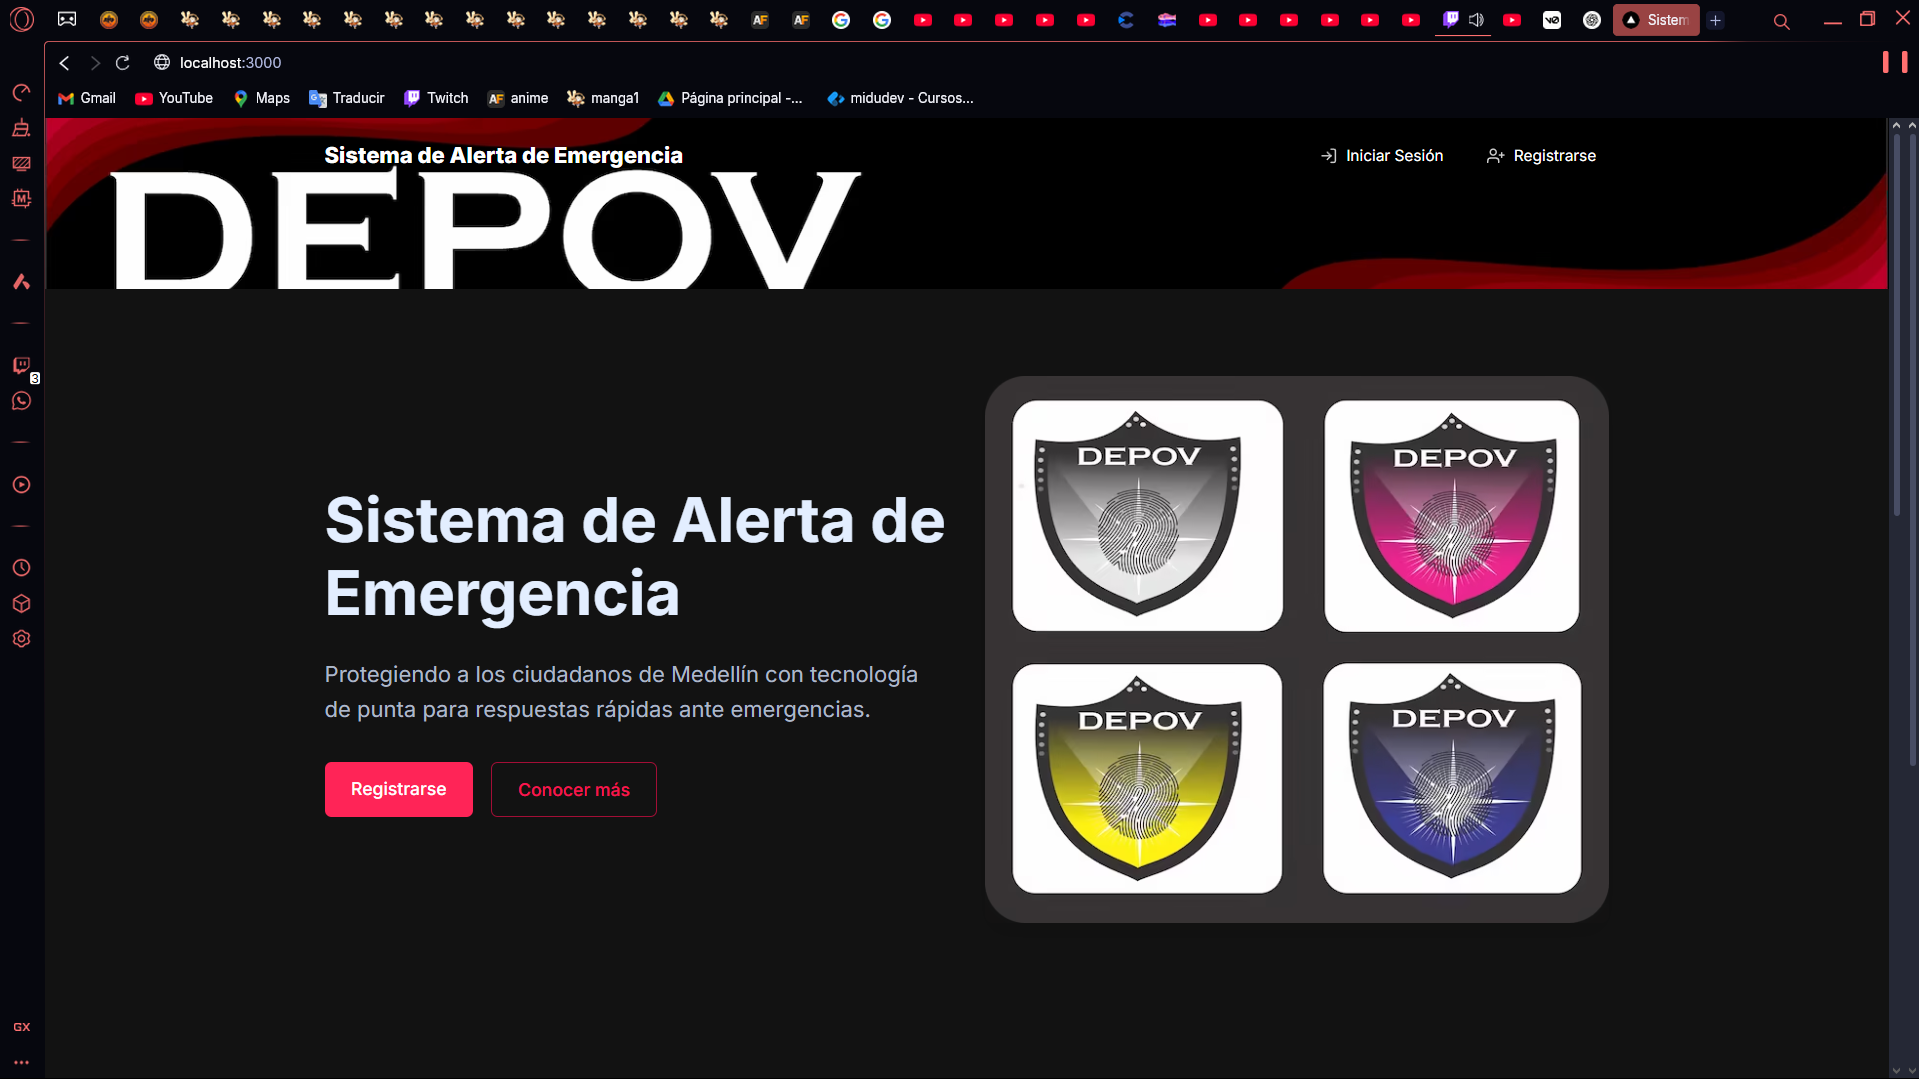 Sistem
localhost:3000
Gmail YouTube Maps Traducir Twitch AF anime manga1 Página principal -... midudev - Cursos...
Sistema de Alerta de Emergencia
Iniciar Sesión Registrarse
DEPOV
Sistema de Alerta de
Emergencia
Protegiendo a los ciudadanos de Medellín con tecnología
de punta para respuestas rápidas ante emergencias.
Registrarse Conocer más
DEPOV DEPOV
DEPOV DEPOV
3
GX